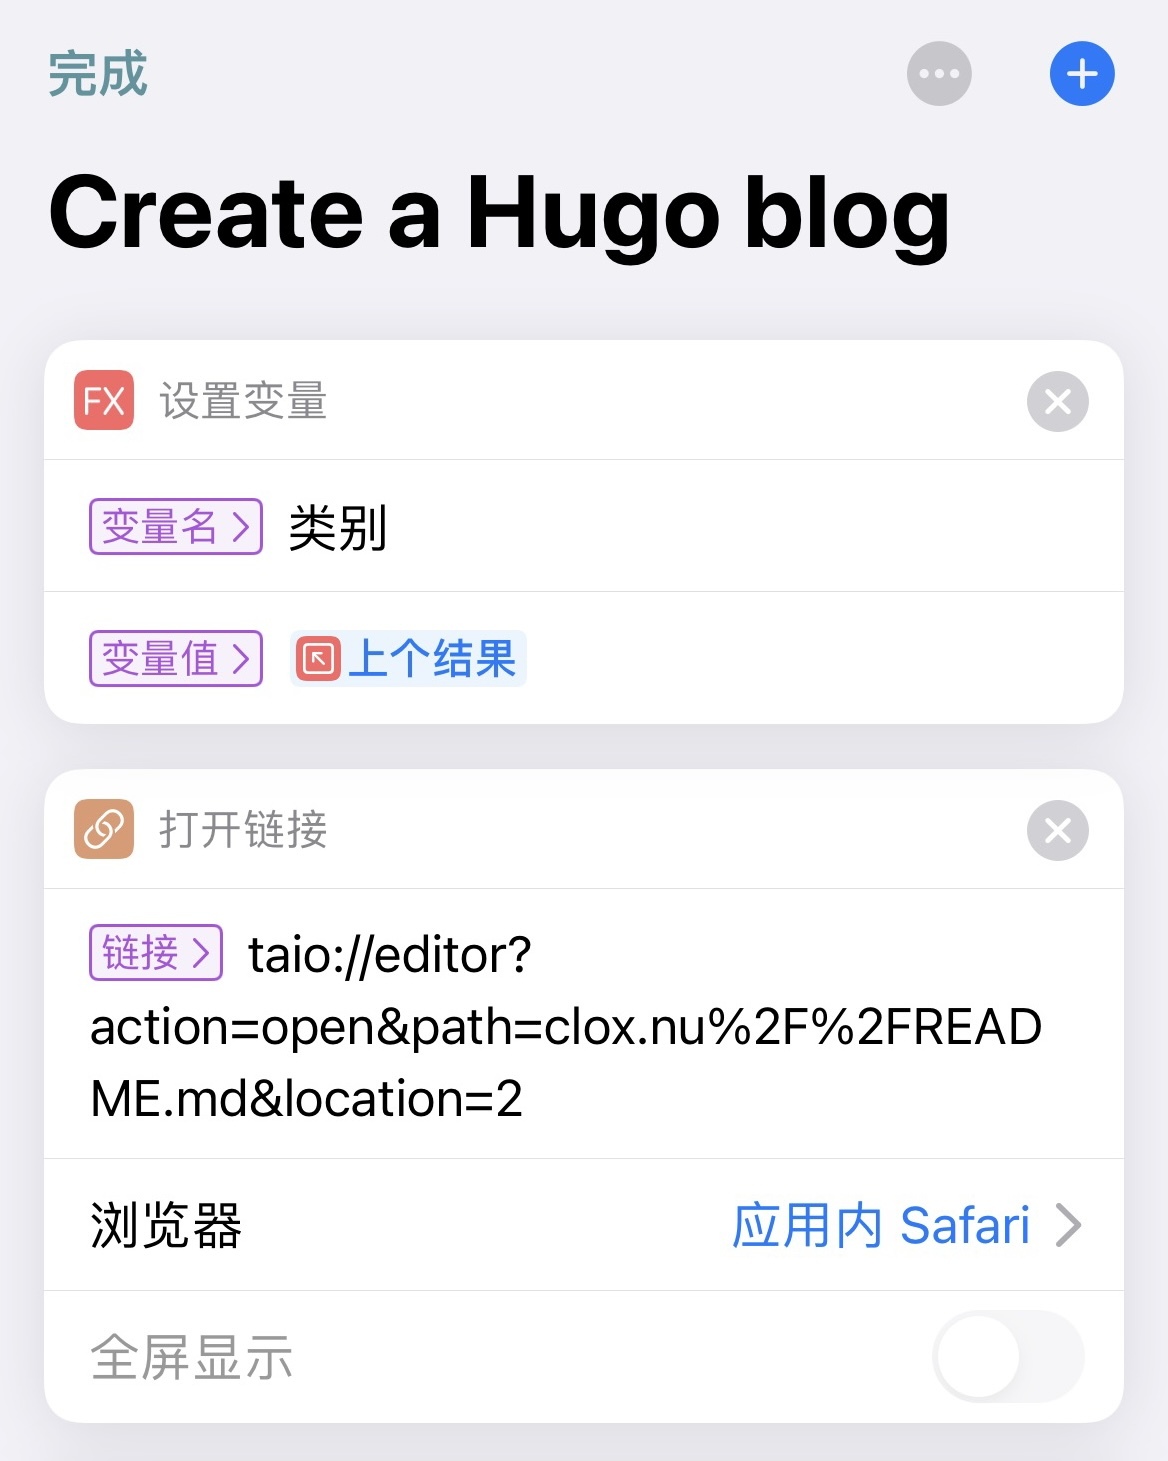 完成
Create a Hugo blog
FX 设置变量
变量名 类别
变量值 上个结果
打开链接
链接 taio://editor?
action=open&path=clox.nu%2F%2FREAD
ME.md&location=2
浏览器 应用内 Safari
全屏显示